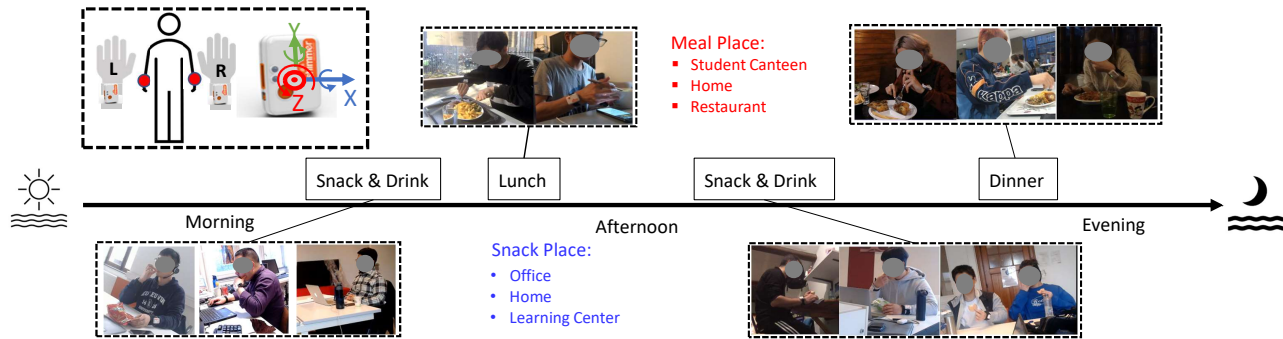 L
R
Y
X
Z
Meal Place:
▪ Student Canteen
▪ Home
▪ Restaurant
Kappa
Snack & Drink
Lunch
Snack & Drink
Dinner
Morning
Afternoon
Evening
Snack Place:
• Office
• Home
• Learning Center